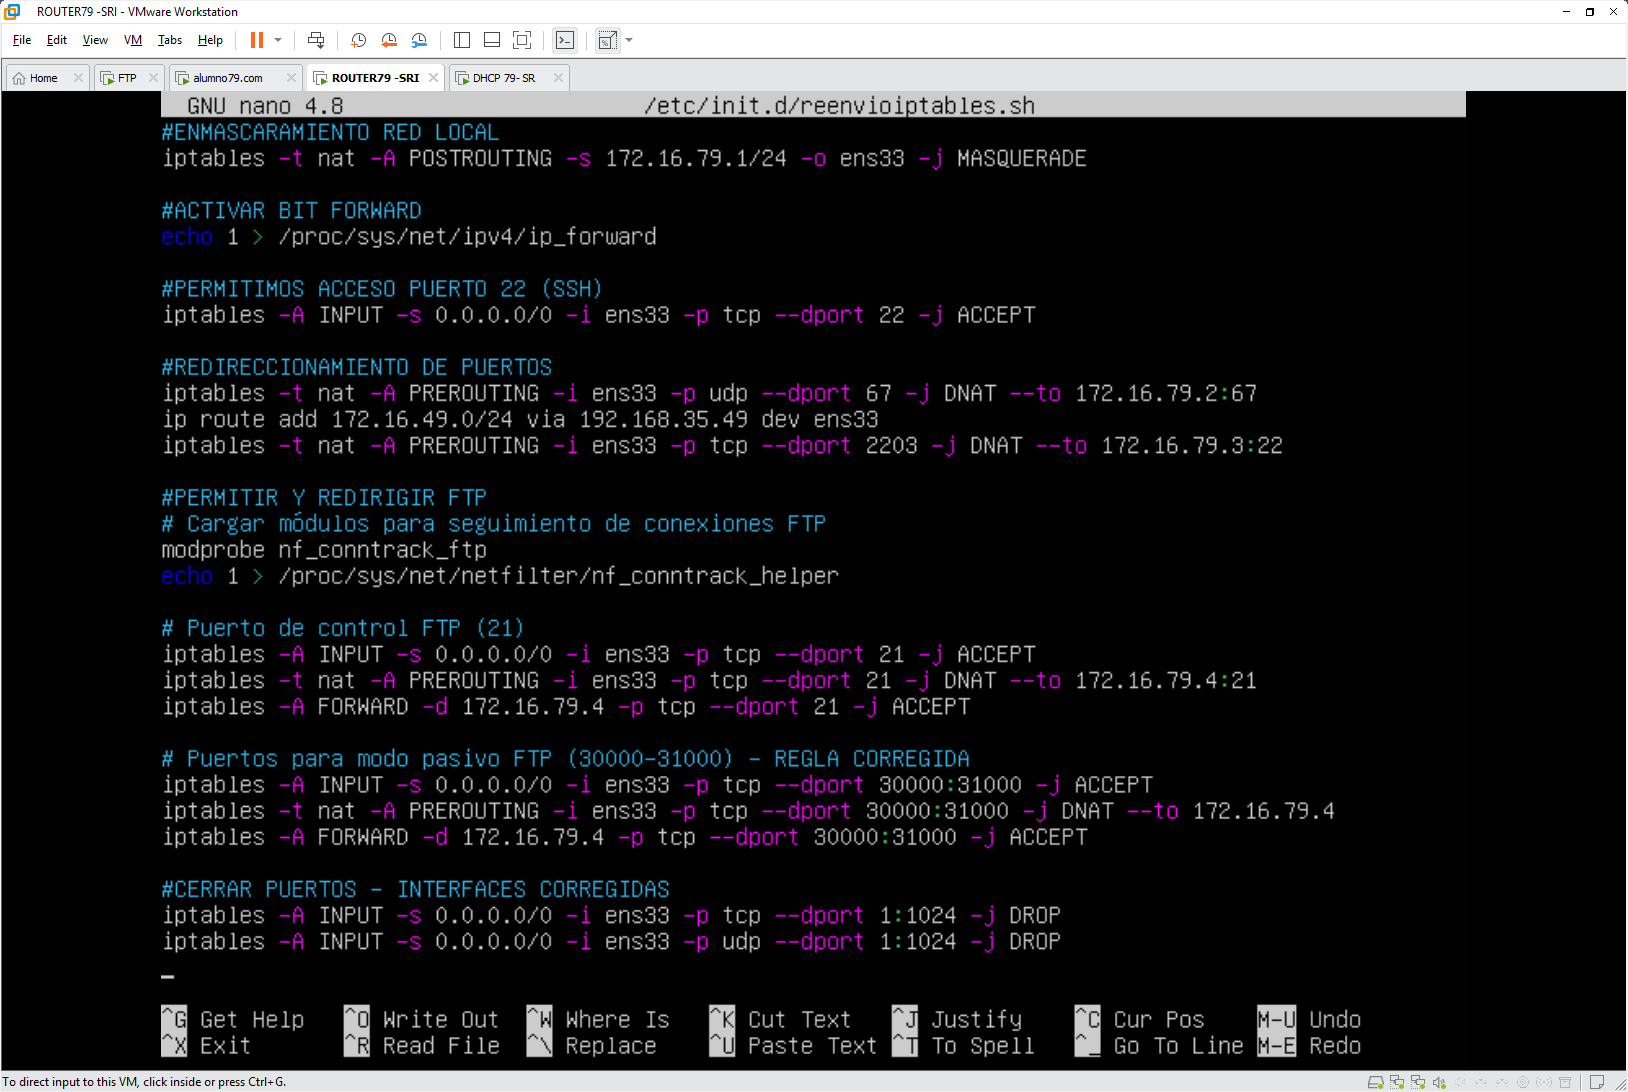 ROUTER79 -SRI - VMware Workstation
File Edit View VM Tabs Help
Home FTP alumno79.com ROUTER79 -SRI DHCP 79- SR
GNU nano 4.8 /etc/init.d/reenvioiptables.sh
#ENMASCARAMIENTO RED LOCAL
iptables -t nat -A POSTROUTING -s 172.16.79.1/24 -o ens33 -j MASQUERADE
#ACTIVAR BIT FORWARD
echo 1 > /proc/sys/net/ipv4/ip_forward
#PERMITIMOS ACCESO PUERTO 22 (SSH)
iptables -A INPUT -s 0.0.0.0/0 -i ens33 -p tcp --dport 22 -j ACCEPT
#REDIRECCIONAMIENTO DE PUERTOS
iptables -t nat -A PREROUTING -i ens33 -p udp --dport 67 -j DNAT --to 172.16.79.2:67
ip route add 172.16.49.0/24 via 192.168.35.49 dev ens33
iptables -t nat -A PREROUTING -i ens33 -p tcp --dport 2203 -j DNAT --to 172.16.79.3:22
#PERMITIR Y REDIRIGIR FTP
# Cargar módulos para seguimiento de conexiones FTP
modprobe nf_conntrack_ftp
echo 1 > /proc/sys/net/netfilter/nf_conntrack_helper
# Puerto de control FTP (21)
iptables -A INPUT -s 0.0.0.0/0 -i ens33 -p tcp --dport 21 -j ACCEPT
iptables -t nat -A PREROUTING -i ens33 -p tcp --dport 21 -j DNAT --to 172.16.79.4:21
iptables -A FORWARD -d 172.16.79.4 -p tcp --dport 21 -j ACCEPT
# Puertos para modo pasivo FTP (30000-31000) - REGLA CORREGIDA
iptables -A INPUT -s 0.0.0.0/0 -i ens33 -p tcp --dport 30000:31000 -j ACCEPT
iptables -t nat -A PREROUTING -i ens33 -p tcp --dport 30000:31000 -j DNAT --to 172.16.79.4
iptables -A FORWARD -d 172.16.79.4 -p tcp --dport 30000:31000 -j ACCEPT
#CERRAR PUERTOS - INTERFACES CORREGIDAS
iptables -A INPUT -s 0.0.0.0/0 -i ens33 -p tcp --dport 1:1024 -j DROP
iptables -A INPUT -s 0.0.0.0/0 -i ens33 -p udp --dport 1:1024 -j DROP
^G Get Help ^O Write Out ^W Where Is ^K Cut Text ^J Justify ^C Cur Pos M-U Undo
^X Exit ^R Read File ^\ Replace ^U Paste Text ^T To Spell ^_ Go To Line M-E Redo
To direct input to this VM, click inside or press Ctrl+G.